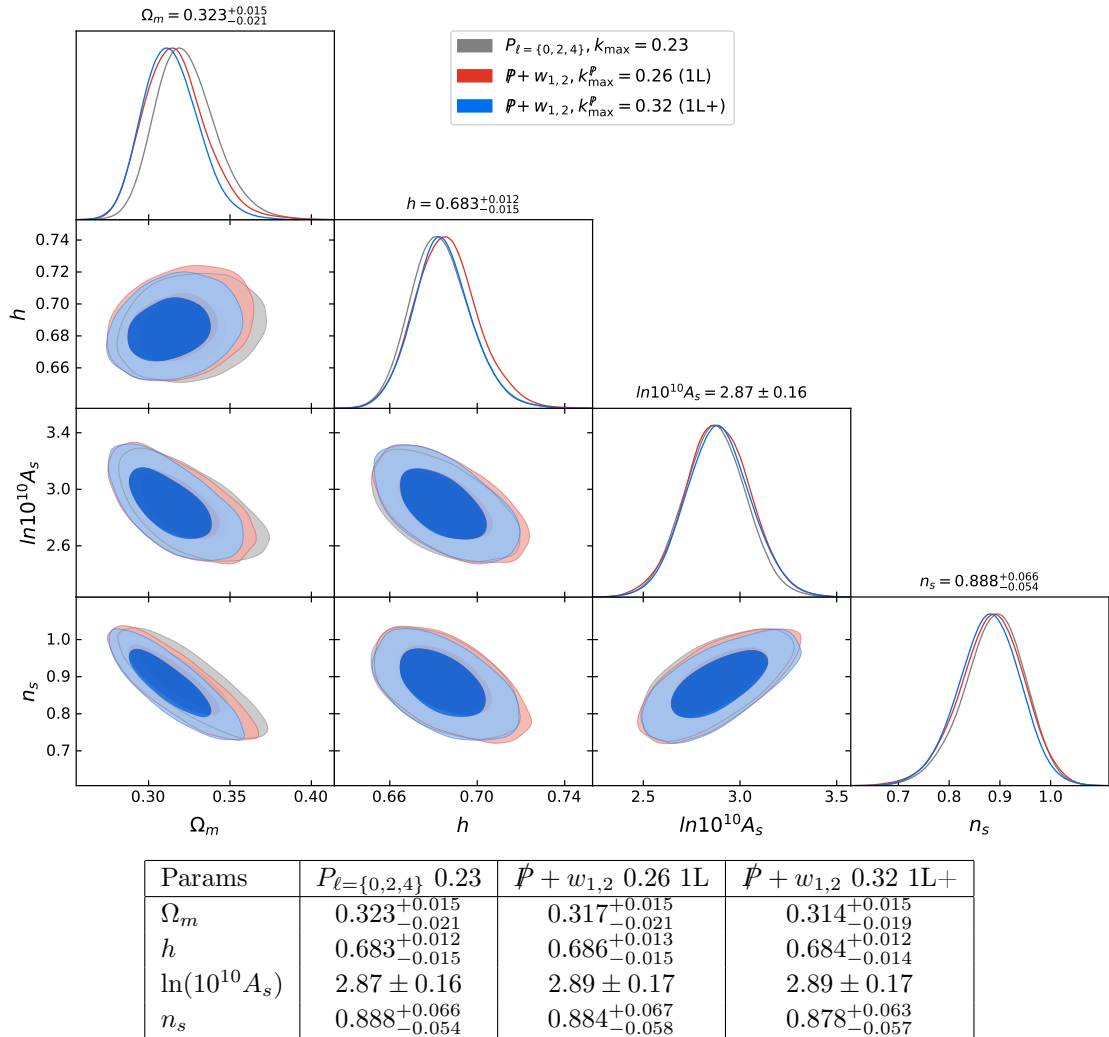 Ωₘ = 0.323^{+0.015}_{−0.021}
P_{ℓ={0,2,4}}, k_max = 0.23
P̸ + w_{1,2}, k^{P̸}_max = 0.26 (1L)
P̸ + w_{1,2}, k^{P̸}_max = 0.32 (1L+)
h = 0.683^{+0.012}_{−0.015}
0.74
0.72
0.70
0.68
0.66
h
ln10^{10}A_s = 2.87 ± 0.16
3.4
3.0
2.6
ln10^{10}A_s
n_s = 0.888^{+0.066}_{−0.054}
1.0
0.9
0.8
0.7
n_s
0.30 0.35 0.40 0.66 0.70 0.74 2.5 3.0 3.5 0.7 0.8 0.9 1.0
Ω_m h ln10^{10}A_s n_s
Params P_{ℓ={0,2,4}} 0.23 P̸ + w_{1,2} 0.26 1L P̸ + w_{1,2} 0.32 1L+
Ω_m 0.323^{+0.015}_{−0.021} 0.317^{+0.015}_{−0.021} 0.314^{+0.015}_{−0.019}
h 0.683^{+0.012}_{−0.015} 0.686^{+0.013}_{−0.015} 0.684^{+0.012}_{−0.014}
ln(10^{10}A_s) 2.87 ± 0.16 2.89 ± 0.17 2.89 ± 0.17
n_s 0.888^{+0.066}_{−0.054} 0.884^{+0.067}_{−0.058} 0.878^{+0.063}_{−0.057}